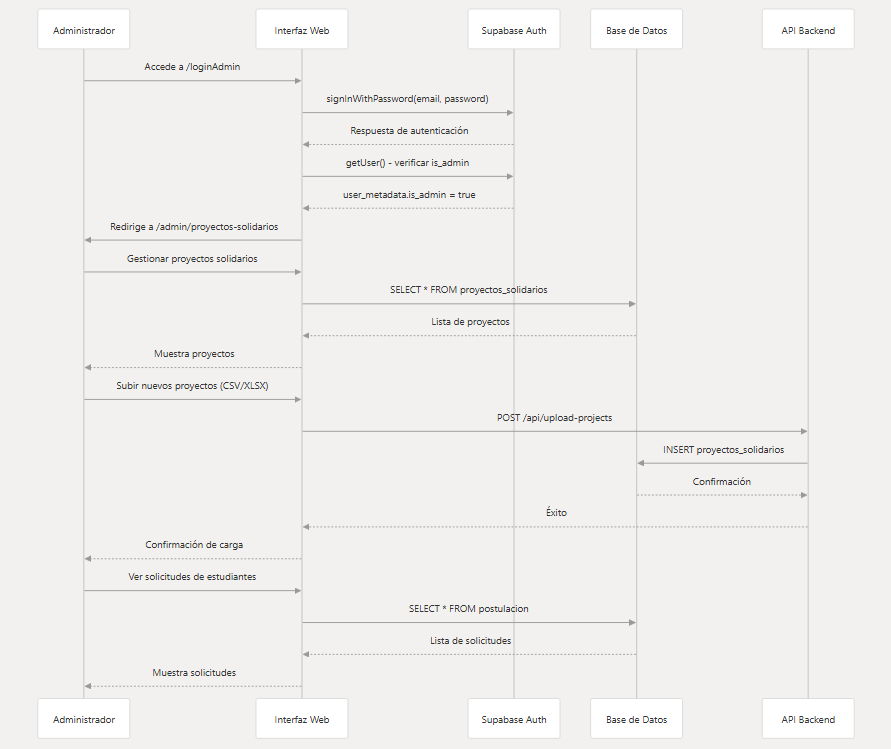 Administrador
Interfaz Web
Supabase Auth
Base de Datos
API Backend
Accede a /loginAdmin
signInWithPassword(email, password)
Respuesta de autenticación
getUser() - verificar is_admin
user_metadata.is_admin = true
Redirige a /admin/proyectos-solidarios
Gestionar proyectos solidarios
SELECT * FROM proyectos_solidarios
Lista de proyectos
Muestra proyectos
Subir nuevos proyectos (CSV/XLSX)
POST /api/upload-projects
INSERT proyectos_solidarios
Confirmación
Éxito
Confirmación de carga
Ver solicitudes de estudiantes
SELECT * FROM postulacion
Lista de solicitudes
Muestra solicitudes
Administrador
Interfaz Web
Supabase Auth
Base de Datos
API Backend